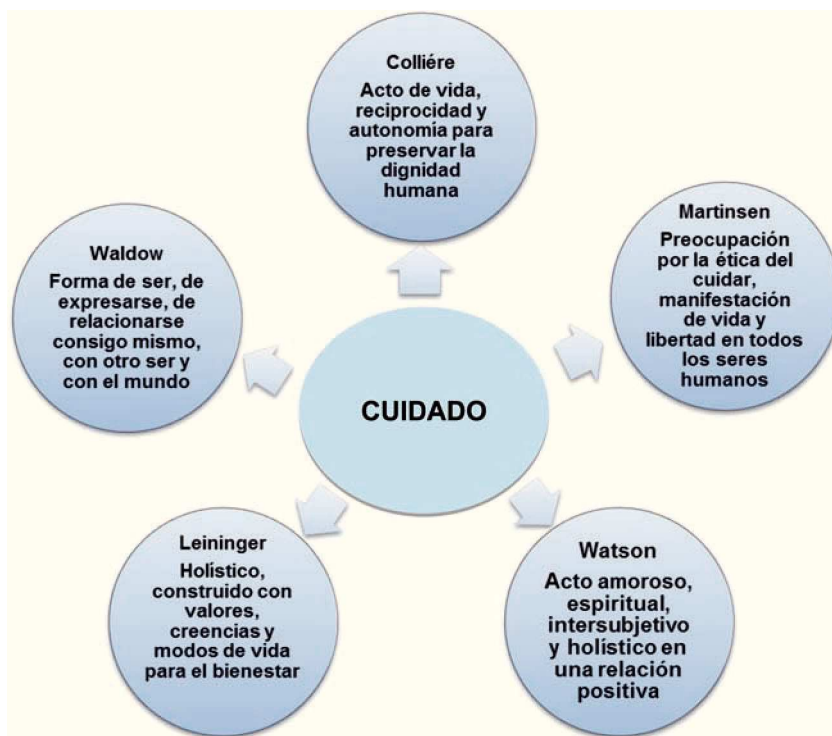 Colliére
Acto de vida,
reciprocidad y
autonomía para
preservar la
dignidad
humana
Martinsen
Preocupación
por la ética del
cuidar,
manifestación
de vida y
libertad en todos
los seres
humanos
Waldow
Forma de ser, de
expresarse, de
relacionarse
consigo mismo,
con otro ser y
con el mundo
CUIDADO
Leininger
Holístico,
construido con
valores,
creencias y
modos de vida
para el bienestar
Watson
Acto amoroso,
espiritual,
intersubjetivo
y holístico en
una relación
positiva